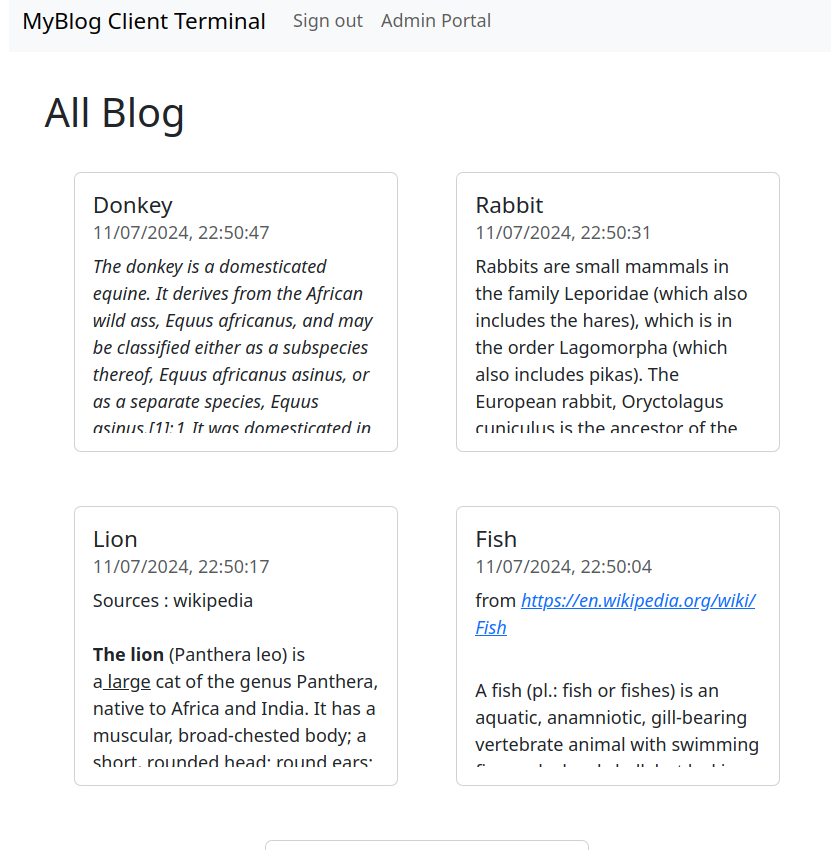 MyBlog Client Terminal Sign out Admin Portal
All Blog
Donkey
11/07/2024, 22:50:47
The donkey is a domesticated
equine. It derives from the African
wild ass, Equus africanus, and may
be classified either as a subspecies
thereof, Equus africanus asinus, or
as a separate species, Equus
asinus.[1]: 1 It was domesticated in
Rabbit
11/07/2024, 22:50:31
Rabbits are small mammals in
the family Leporidae (which also
includes the hares), which is in
the order Lagomorpha (which
also includes pikas). The
European rabbit, Oryctolagus
cuniculus is the ancestor of the
Lion
11/07/2024, 22:50:17
Sources : wikipedia
The lion (Panthera leo) is
a large cat of the genus Panthera,
native to Africa and India. It has a
muscular, broad-chested body; a
short, rounded head; round ears;
Fish
11/07/2024, 22:50:04
from https://en.wikipedia.org/wiki/
Fish
A fish (pl.: fish or fishes) is an
aquatic, anamniotic, gill-bearing
vertebrate animal with swimming